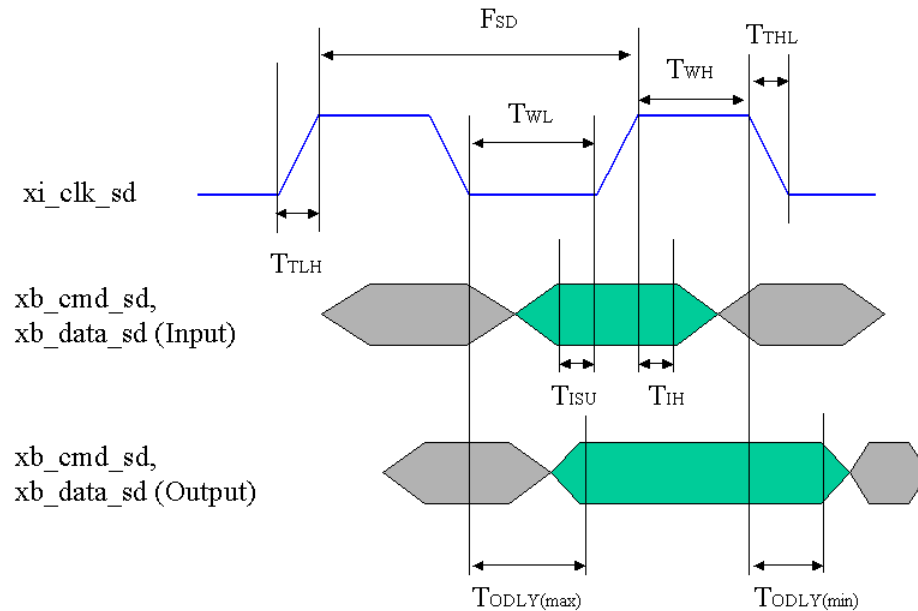 FSD
TTHL
TWH
TWL
xi_clk_sd
TTLH
xb_cmd_sd,
xb_data_sd (Input)
TISU
TIH
xb_cmd_sd,
xb_data_sd (Output)
TODLY(max)
TODLY(min)